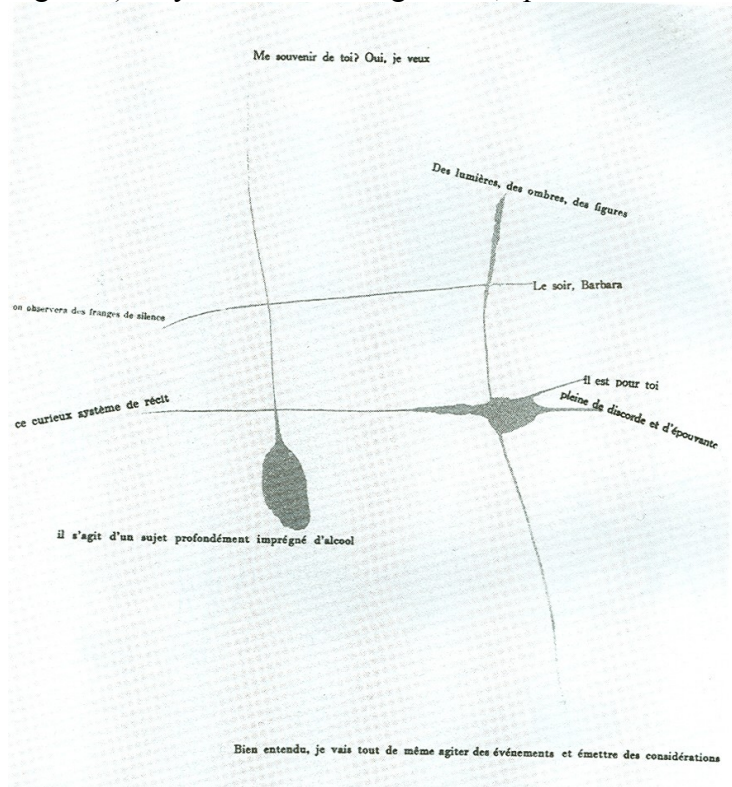 Me souvenir de toi? Oui, je veux
Des lumières, des ombres, des figures
Le soir, Barbara
on observera des franges de silence
il est pour toi
pleine de discorde et d'épouvante
ce curieux système de récit
il s'agit d'un sujet profondément imprégné d'alcool
Bien entendu, je vais tout de même agiter des événements et émettre des considérations